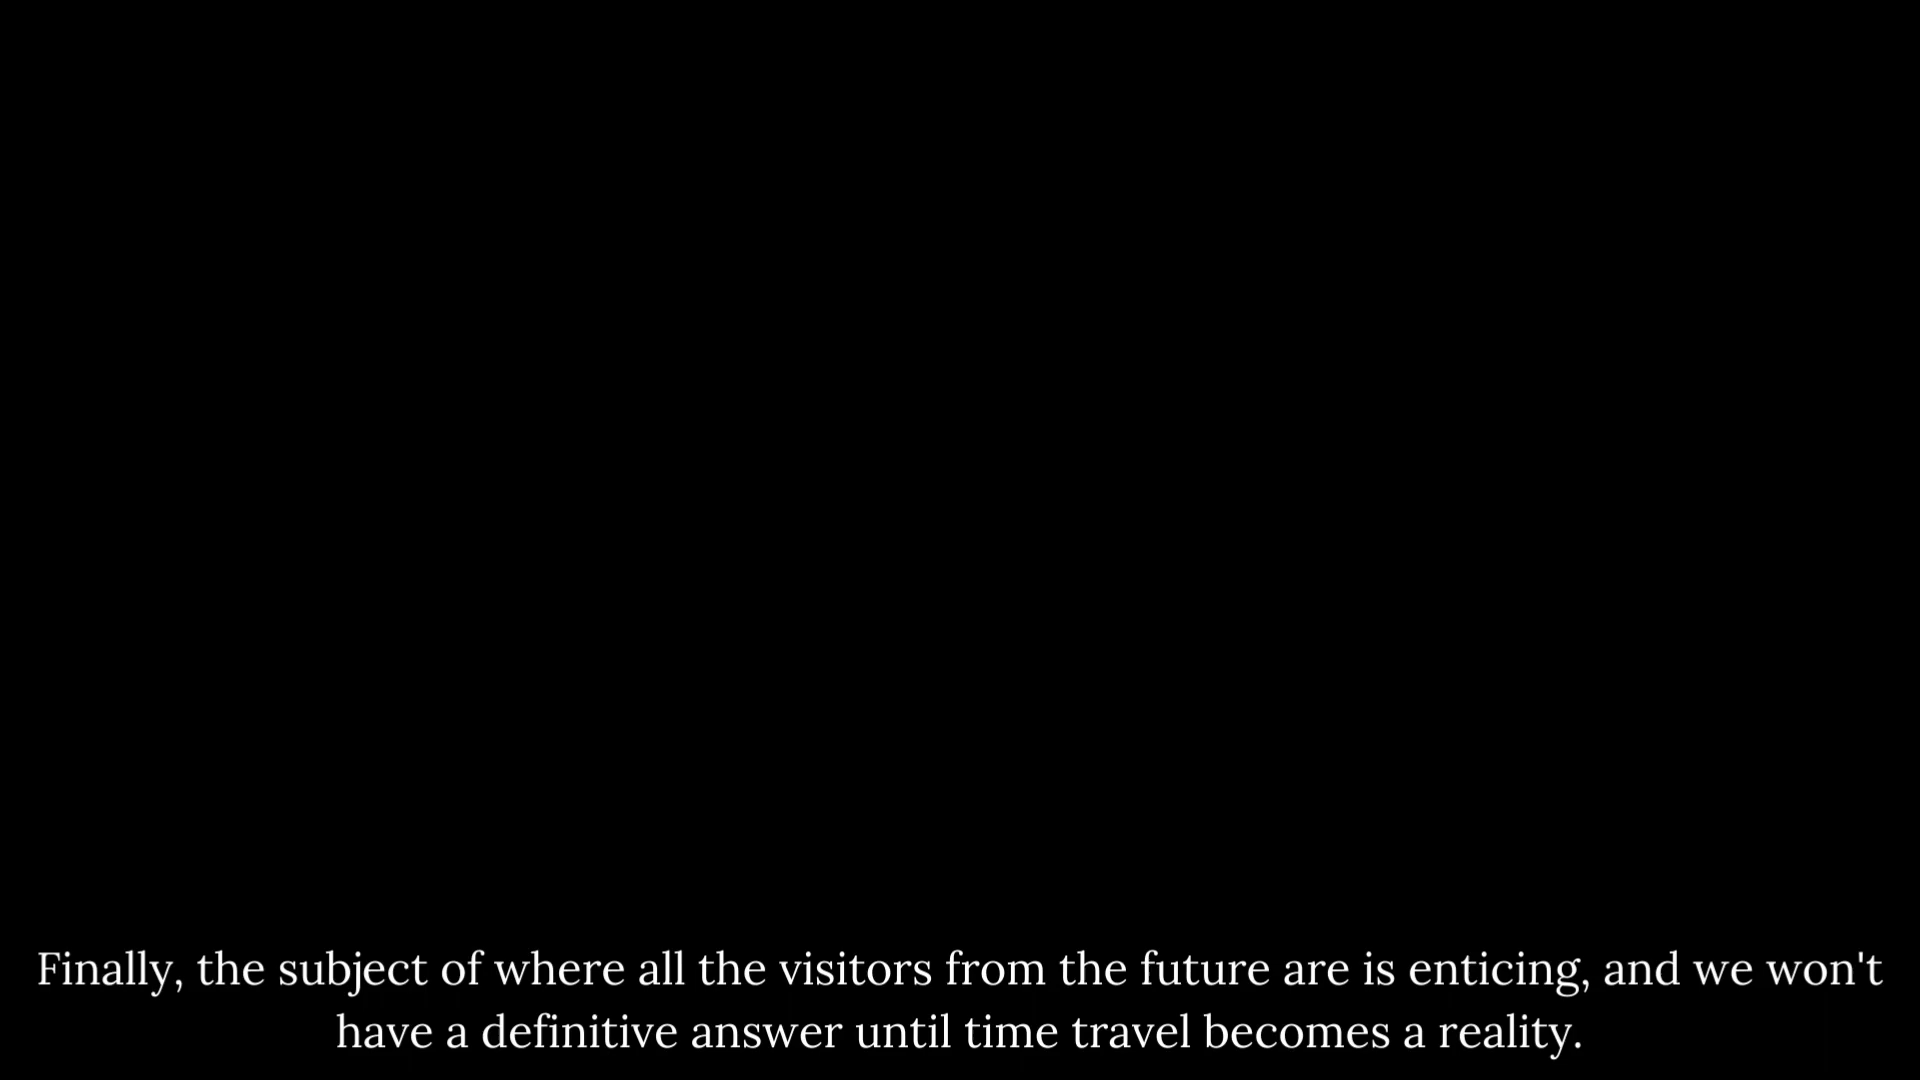 Finally, the subject of where all the visitors from the future are is enticing, and we won't
have a definitive answer until time travel becomes a reality.